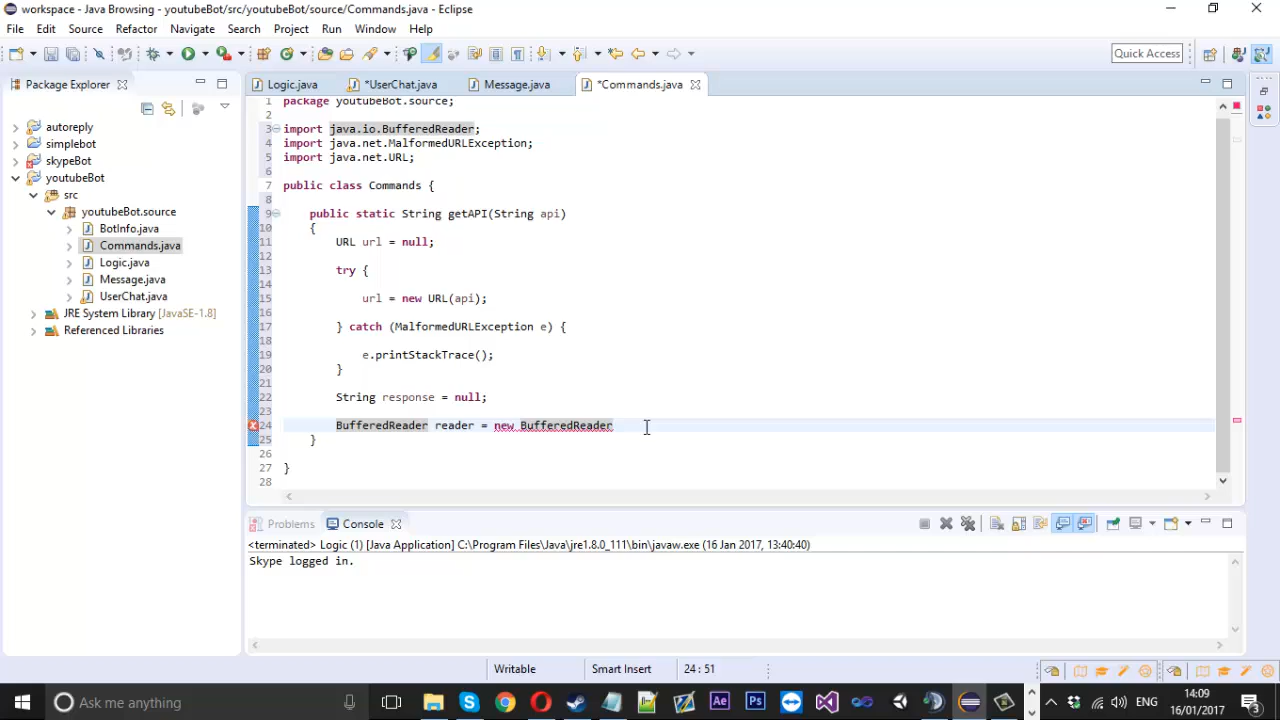 workspace - Java Browsing - youtubeBot/src/youtubeBot/source/Commands.java - Eclipse
File Edit Source Refactor Navigate Search Project Run Window Help
Quick Access
Package Explorer
Logic.java *UserChat.java Message.java *Commands.java
autoreply
simplebot
skypeBot
youtubeBot
src
youtubeBot.source
BotInfo.java
Commands.java
Logic.java
Message.java
UserChat.java
JRE System Library [JavaSE-1.8]
Referenced Libraries
1 package youtubeBot.source;
2
3 import java.io.BufferedReader;
4 import java.net.MalformedURLException;
5 import java.net.URL;
6
7 public class Commands {
8
9 public static String getAPI(String api)
10 {
11 URL url = null;
12
13 try {
14
15 url = new URL(api);
16
17 } catch (MalformedURLException e) {
18
19 e.printStackTrace();
20 }
21
22 String response = null;
23
24 BufferedReader reader = new BufferedReader
25 }
26
27 }
28
Problems Console
<terminated> Logic (1) [Java Application] C:\Program Files\Java\jre1.8.0_111\bin\javaw.exe (16 Jan 2017, 13:40:40)
Skype logged in.
Writable Smart Insert 24 : 51
Ask me anything
Ae Ps
ENG
14:09
16/01/2017
3